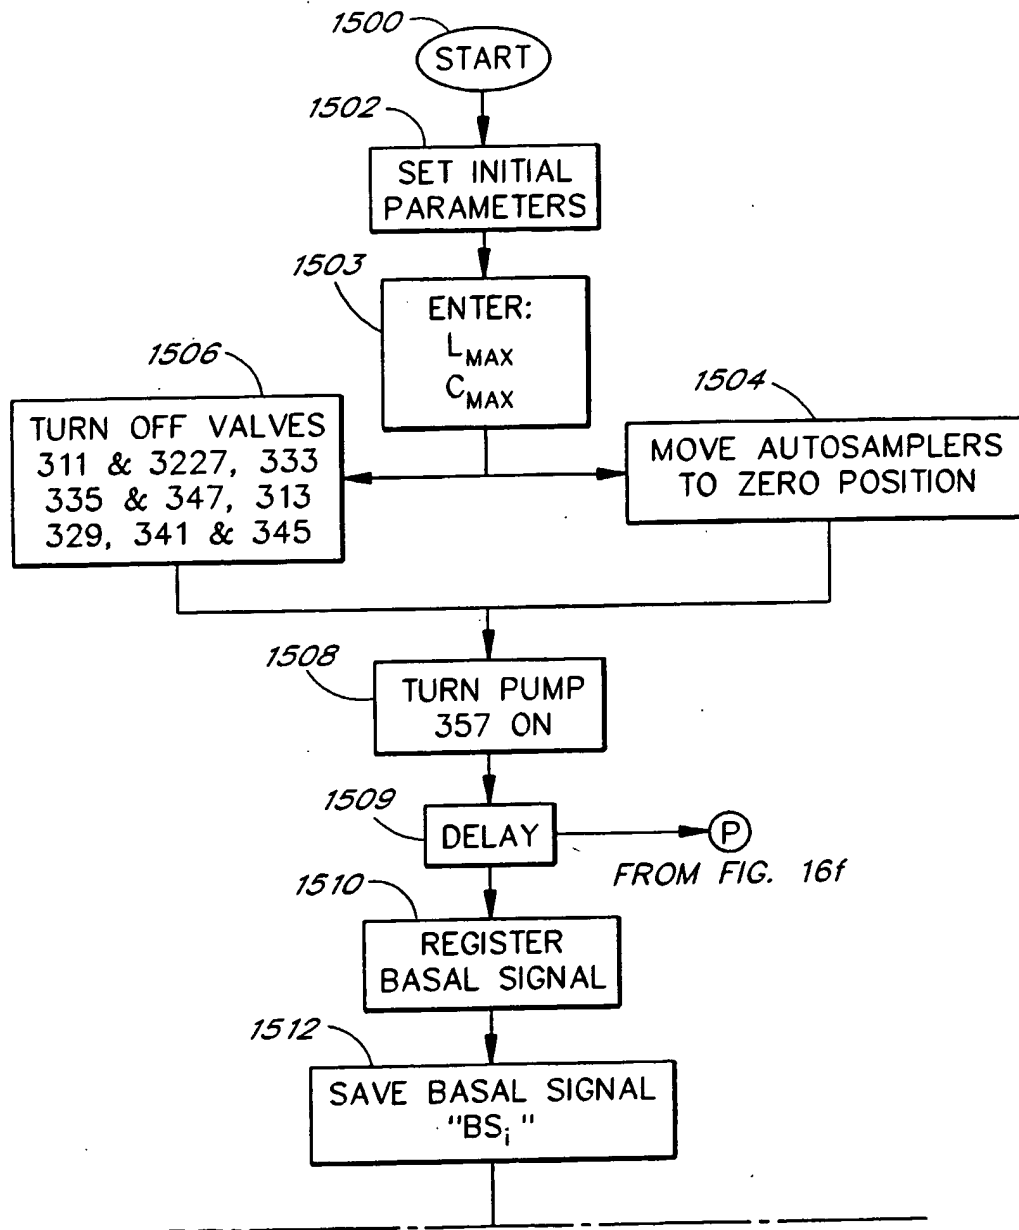 1500
START
1502
SET INITIAL
PARAMETERS
1503
ENTER:
L_MAX
C_MAX
1506
TURN OFF VALVES
311 & 3227, 333
335 & 347, 313
329, 341 & 345
1504
MOVE AUTOSAMPLERS
TO ZERO POSITION
1508
TURN PUMP
357 ON
1509
DELAY
P
FROM FIG. 16f
1510
REGISTER
BASAL SIGNAL
1512
SAVE BASAL SIGNAL
"BS_i"